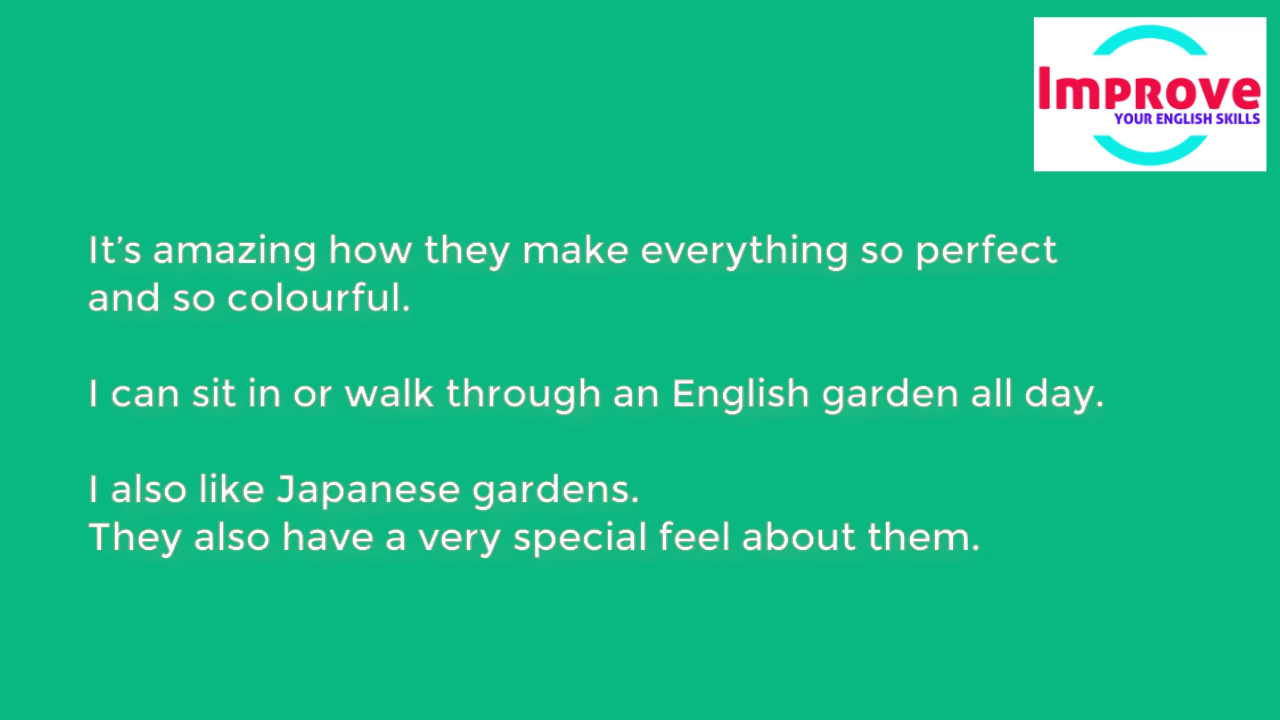 Improve
YOUR ENGLISH SKILLS
It’s amazing how they make everything so perfect
and so colourful.
I can sit in or walk through an English garden all day.
I also like Japanese gardens.
They also have a very special feel about them.